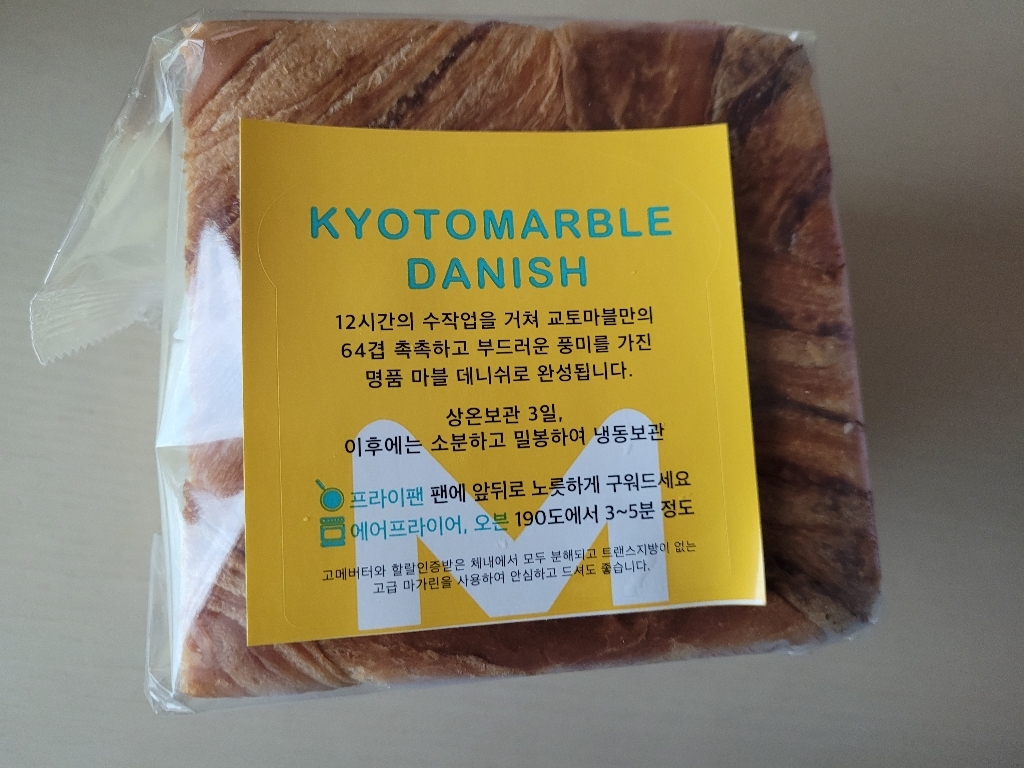 KYOTOMARBLE
DANISH
12시간의 수작업을 거쳐 교토마블만의
64겹 촉촉하고 부드러운 풍미를 가진
명품 마블 데니쉬로 완성됩니다.
상온보관 3일,
이후에는 소분하고 밀봉하여 냉동보관
프라이팬 팬에 앞뒤로 노릇하게 구워드세요
에어프라이어, 오븐 190도에서 3~5분 정도
고메버터와 할랄인증받은 체내에서 모두 분해되고 트랜스지방이 없는
고급 마가린을 사용하여 안심하고 드셔도 좋습니다.